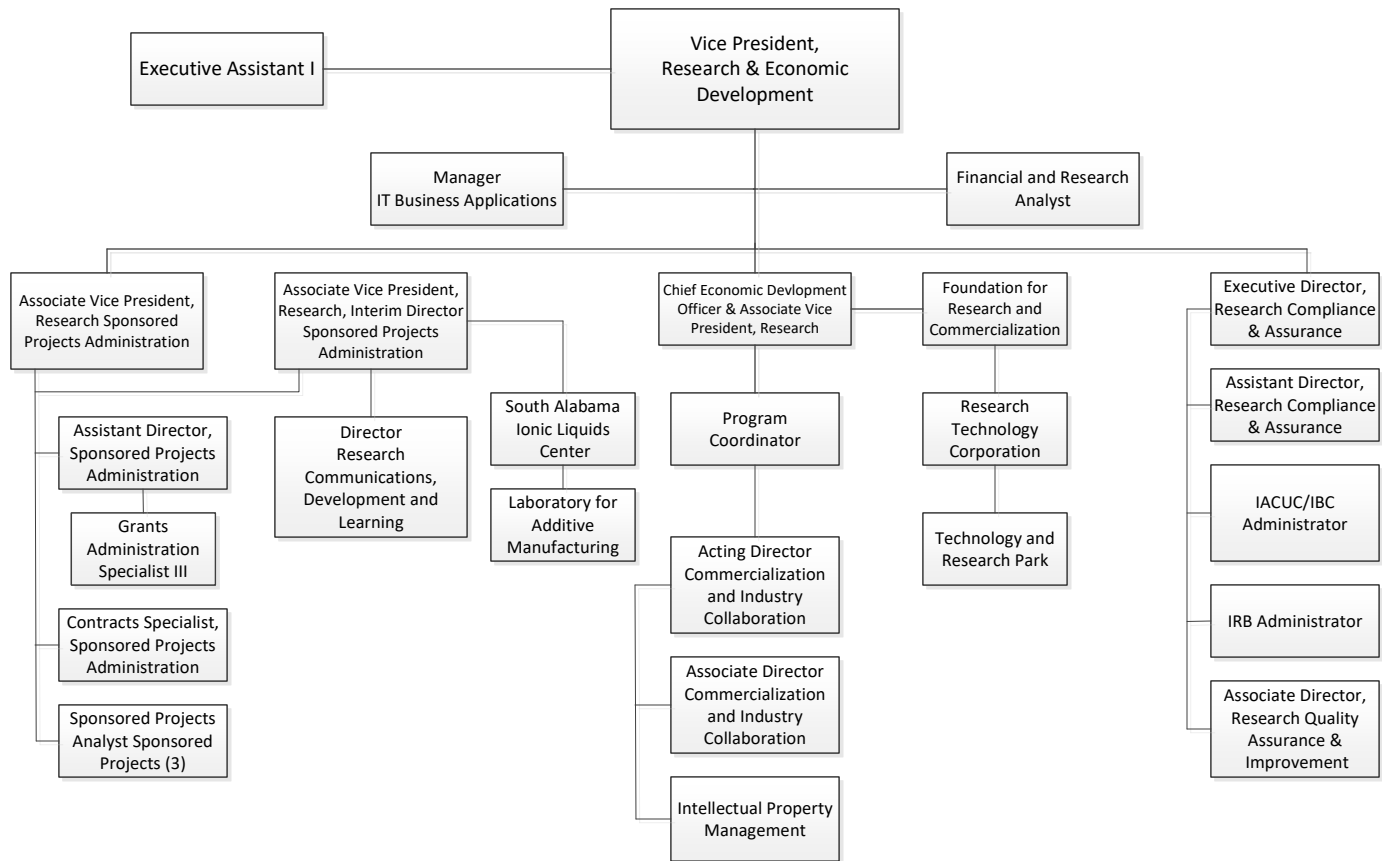 Executive Assistant I
Vice President,
Research & Economic
Development
Manager
IT Business Applications
Financial and Research
Analyst
Associate Vice President,
Research Sponsored
Projects Administration
Associate Vice President,
Research, Interim Director
Sponsored Projects
Administration
Chief Economic Devlopment
Officer & Associate Vice
President, Research
Foundation for
Research and
Commercialization
Executive Director,
Research Compliance
& Assurance
Assistant Director,
Sponsored Projects
Administration
Director
Research
Communications,
Development and
Learning
South Alabama
Ionic Liquids
Center
Program
Coordinator
Research
Technology
Corporation
Assistant Director,
Research Compliance
& Assurance
Grants
Administration
Specialist III
Laboratory for
Additive
Manufacturing
Acting Director
Commercialization
and Industry
Collaboration
Technology and
Research Park
IACUC/IBC
Administrator
Contracts Specialist,
Sponsored Projects
Administration
IRB Administrator
Sponsored Projects
Analyst Sponsored
Projects (3)
Associate Director
Commercialization
and Industry
Collaboration
Associate Director,
Research Quality
Assurance &
Improvement
Intellectual Property
Management